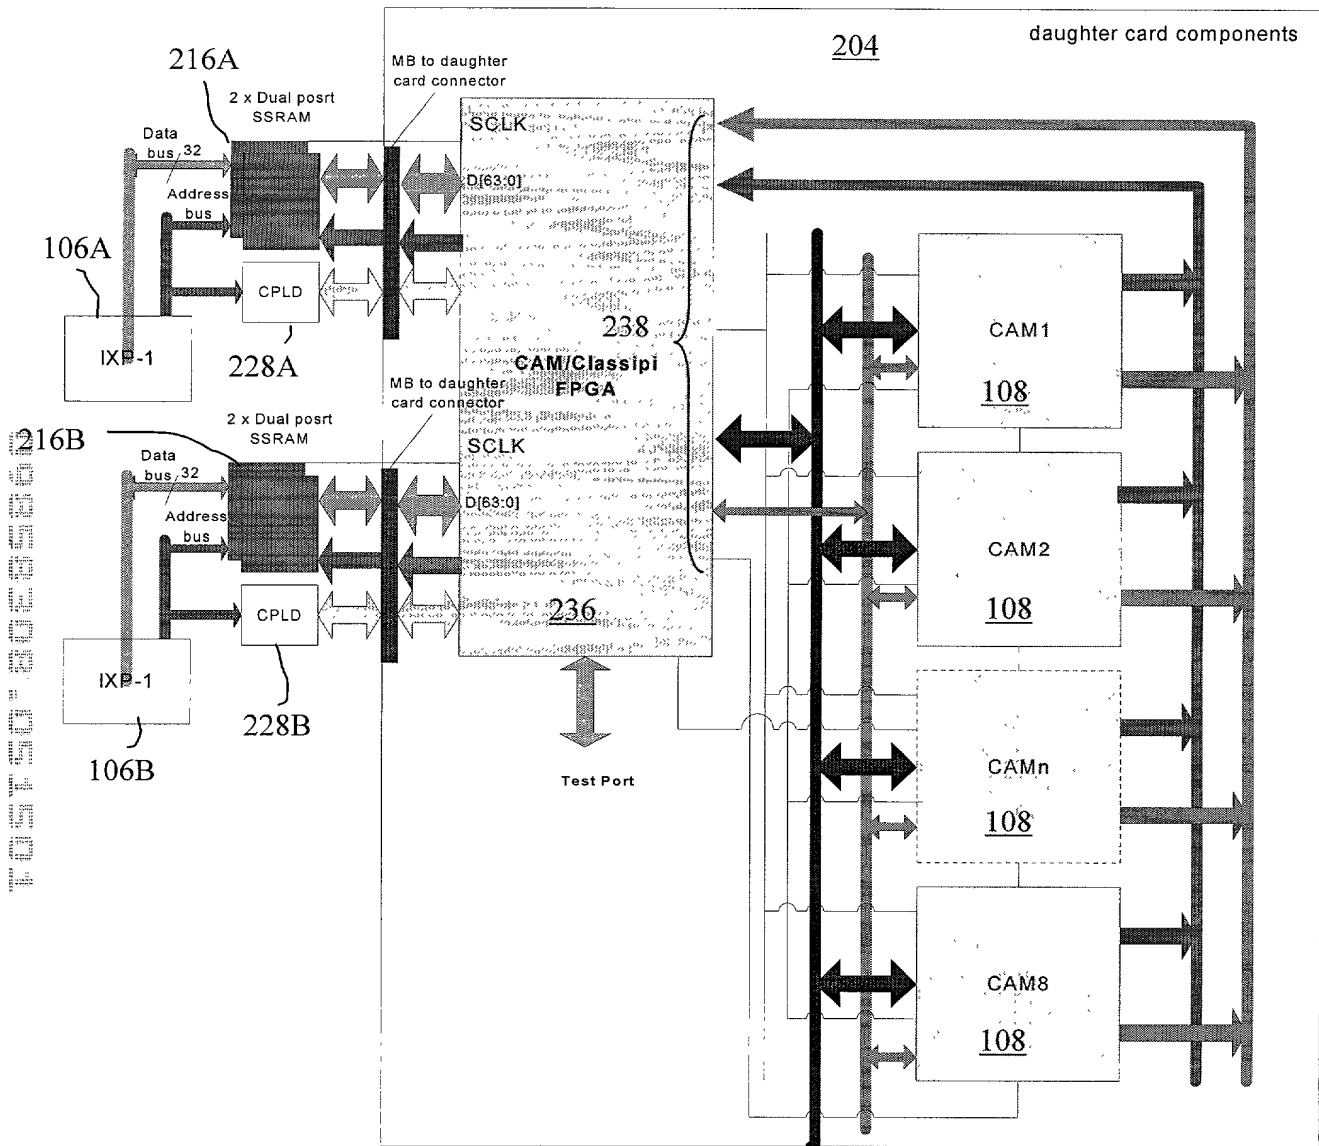 daughter card components
204
216A
MB to daughter
card connector
2 x Dual posrt
SSRAM
SCLK
Data
bus
32
D[63:0]
Address
bus
106A
CPLD
IXP-1
228A
238
CAM/Classipi
FPGA
CAM1
108
MB to daughter
card connector
2 x Dual posrt
SSRAM
216B
SCLK
Data
bus
32
D[63:0]
Address
bus
CPLD
236
IXP-1
228B
106B
Test Port
CAM2
108
CAMn
108
CAM8
108